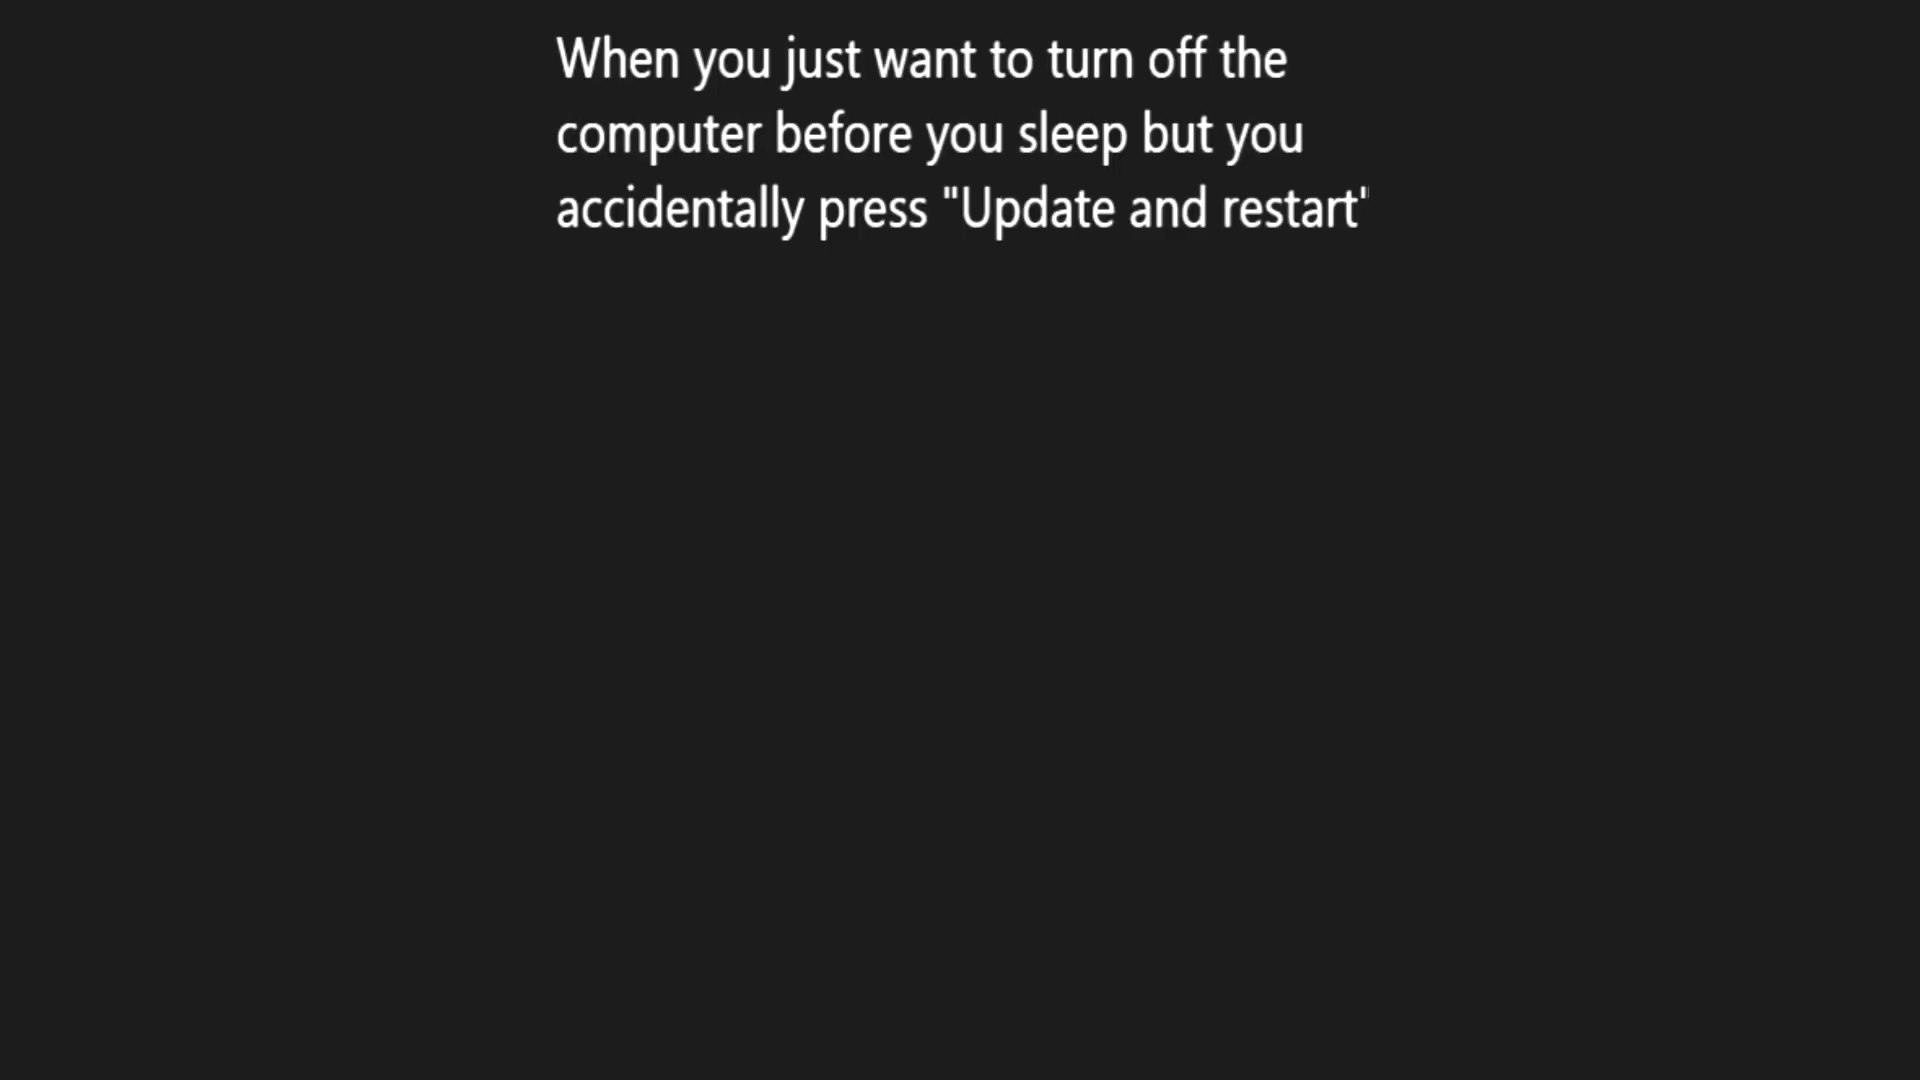 When you just want to turn off the
computer before you sleep but you
accidentally press "Update and restart"